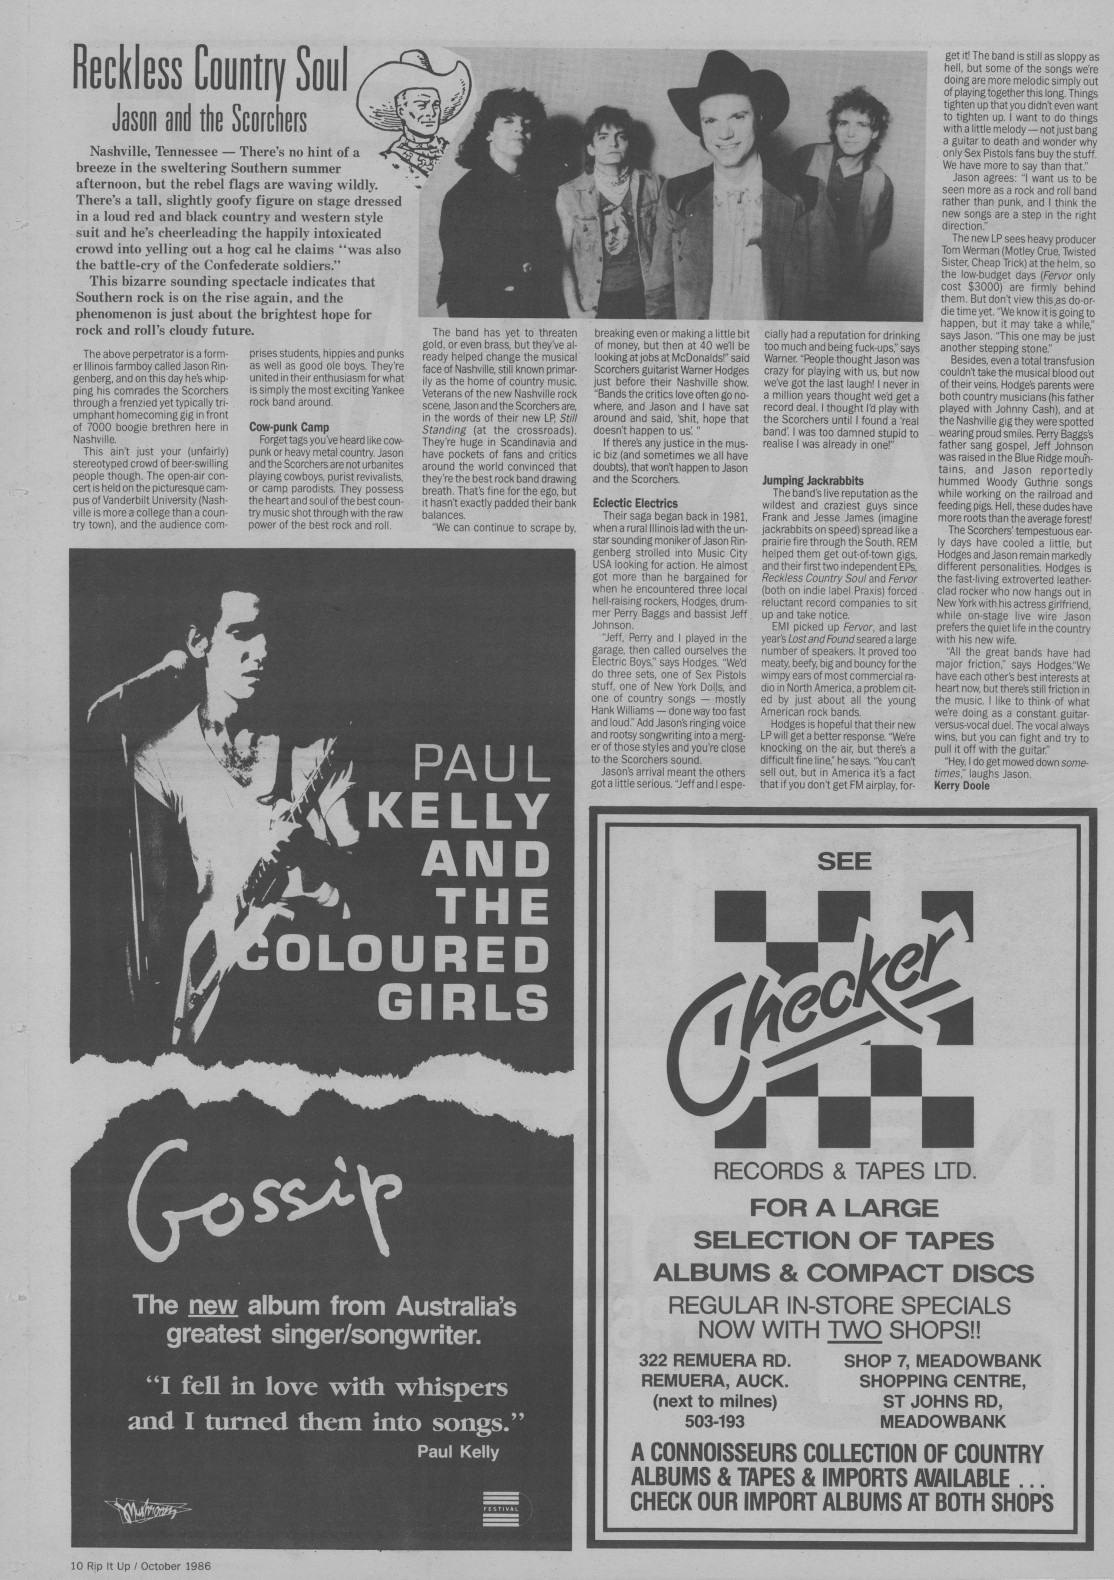 Reckless Country Soul
Jason and the Scorchers
Nashville, Tennessee — There's no hint of a
breeze in the sweltering Southern summer
afternoon, but the rebel flags are waving wildly.
There's a tall, slightly goofy figure on stage dressed
in a loud red and black country and western style
suit and he's cheerleading the happily intoxicated
crowd into yelling out a hog cal he claims “was also
the battle-cry of the Confederate soldiers.”
This bizarre sounding spectacle indicates that
Southern rock is on the rise again, and the
phenomenon is just about the brightest hope for
rock and roll's cloudy future.
The above perpetrator is a form-
er Illinois farmboy called Jason Rin-
genberg, and on this day he's whip-
ping his comrades the Scorchers
through a frenzied yet typically tri-
umphant homecoming gig in front
of 7000 boogie brethren here in
Nashville.
This ain't just your (unfairly)
stereotyped crowd of beer-swilling
people though. The open-air con-
cert is held on the picturesque cam-
pus of Vanderbilt University (Nash-
ville is more a college than a coun-
try town), and the audience com-
prises students, hippies and punks
as well as good ole boys. They're
united in their enthusiasm for what
is simply the most exciting Yankee
rock band around.
Cow-punk Camp
Forget tags you've heard like cow-
punk or heavy metal country. Jason
and the Scorchers are not urbanites
playing cowboys, purist revivalists,
or camp parodists. They possess
the heart and soul of the best coun-
try music shot through with the raw
power of the best rock and roll.
The band has yet to threaten
gold, or even brass, but they've al-
ready helped change the musical
face of Nashville, still known primar-
ily as the home of country music.
Veterans of the new Nashville rock
scene, Jason and the Scorchers are,
in the words of their new LP, Still
Standing (at the crossroads).
They're huge in Scandinavia and
have pockets of fans and critics
around the world convinced that
they're the best rock band drawing
breath. That's fine for the ego, but
it hasn't exactly padded their bank
balances.
“We can continue to scrape by,
breaking even or making a little bit
of money, but then at 40 we'll be
looking at jobs at McDonalds!” said
Scorchers guitarist Warner Hodges
just before their Nashville show.
“Bands the critics love often go no-
where, and Jason and I have sat
around and said, ‘shit, hope that
doesn't happen to us.’ ”
If there's any justice in the mus-
ic biz (and sometimes we all have
doubts), that won't happen to Jason
and the Scorchers.
Eclectic Electrics
Their saga began back in 1981,
when a rural Illinois lad with the un-
star sounding moniker of Jason Rin-
genberg strolled into Music City
USA looking for action. He almost
got more than he bargained for
when he encountered three local
hell-raising rockers, Hodges, drum-
mer Perry Baggs and bassist Jeff
Johnson.
“Jeff, Perry and I played in the
garage, then called ourselves the
Electric Boys,” says Hodges. “We'd
do three sets, one of Sex Pistols
stuff, one of New York Dolls, and
one of country songs — mostly
Hank Williams — done way too fast
and loud.” Add Jason's ringing voice
and rootsy songwriting into a merg-
er of those styles and you're close
to the Scorchers sound.
Jason's arrival meant the others
got a little serious. “Jeff and I espe-
cially had a reputation for drinking
too much and being fuck-ups,” says
Warner. “People thought Jason was
crazy for playing with us, but now
we've got the last laugh! I never in
a million years thought we'd get a
record deal. I thought I'd play with
the Scorchers until I found a ‘real
band’. I was too damned stupid to
realise I was already in one!”
Jumping Jackrabbits
The band's live reputation as the
wildest and craziest guys since
Frank and Jesse James (imagine
jackrabbits on speed) spread like a
prairie fire through the South. REM
helped them get out-of-town gigs,
and their first two independent EPs,
Reckless Country Soul and Fervor
(both on indie label Praxis) forced
reluctant record companies to sit
up and take notice.
EMI picked up Fervor, and last
year's Lost and Found seared a large
number of speakers. It proved too
meaty, beefy, big and bouncy for the
wimpy ears of most commercial ra-
dio in North America, a problem cit-
ed by just about all the young
American rock bands.
Hodges is hopeful that their new
LP will get a better response. “We're
knocking on the air, but there's a
difficult fine line,” he says. “You can't
sell out, but in America it's a fact
that if you don't get FM airplay, for-
get it! The band is still as sloppy as
hell, but some of the songs we're
doing are more melodic simply out
of playing together this long. Things
tighten up that you didn't even want
to tighten up. I want to do things
with a little melody — not just bang
a guitar to death and wonder why
only Sex Pistols fans buy the stuff.
We have more to say than that.”
Jason agrees: “I want us to be
seen more as a rock and roll band
rather than punk, and I think the
new songs are a step in the right
direction.”
The new LP sees heavy producer
Tom Werman (Motley Crue, Twisted
Sister, Cheap Trick) at the helm, so
the low-budget days (Fervor only
cost $3000) are firmly behind
them. But don't view this as do-or-
die time yet. “We know it is going to
happen, but it may take a while,”
says Jason. “This one may be just
another stepping stone.”
Besides, even a total transfusion
couldn't take the musical blood out
of their veins. Hodge's parents were
both country musicians (his father
played with Johnny Cash), and at
the Nashville gig they were spotted
wearing proud smiles. Perry Baggs's
father sang gospel, Jeff Johnson
was raised in the Blue Ridge moun-
tains, and Jason reportedly
hummed Woody Guthrie songs
while working on the railroad and
feeding pigs. Hell, these dudes have
more roots than the average forest!
The Scorchers' tempestuous ear-
ly days have cooled a little, but
Hodges and Jason remain markedly
different personalities. Hodges is
the fast-living extroverted leather-
clad rocker who now hangs out in
New York with his actress girlfriend,
while on-stage live wire Jason
prefers the quiet life in the country
with his new wife.
“All the great bands have had
major friction,” says Hodges.“We
have each other's best interests at
heart now, but there's still friction in
the music. I like to think of what
we're doing as a constant guitar-
versus-vocal duel. The vocal always
wins, but you can fight and try to
pull it off with the guitar.”
“Hey, I do get mowed down some-
times,” laughs Jason.
Kerry Doole
PAUL
KELLY
AND
THE
COLOURED
GIRLS
Gossip
The new album from Australia's
greatest singer/songwriter.
“I fell in love with whispers
and I turned them into songs.”
Paul Kelly
Mushroom
FESTIVAL
SEE
Checker
RECORDS & TAPES LTD.
FOR A LARGE
SELECTION OF TAPES
ALBUMS & COMPACT DISCS
REGULAR IN-STORE SPECIALS
NOW WITH TWO SHOPS!!
322 REMUERA RD.
REMUERA, AUCK.
(next to milnes)
503-193
SHOP 7, MEADOWBANK
SHOPPING CENTRE,
ST JOHNS RD,
MEADOWBANK
A CONNOISSEURS COLLECTION OF COUNTRY
ALBUMS & TAPES & IMPORTS AVAILABLE ...
CHECK OUR IMPORT ALBUMS AT BOTH SHOPS
10 Rip It Up / October 1986